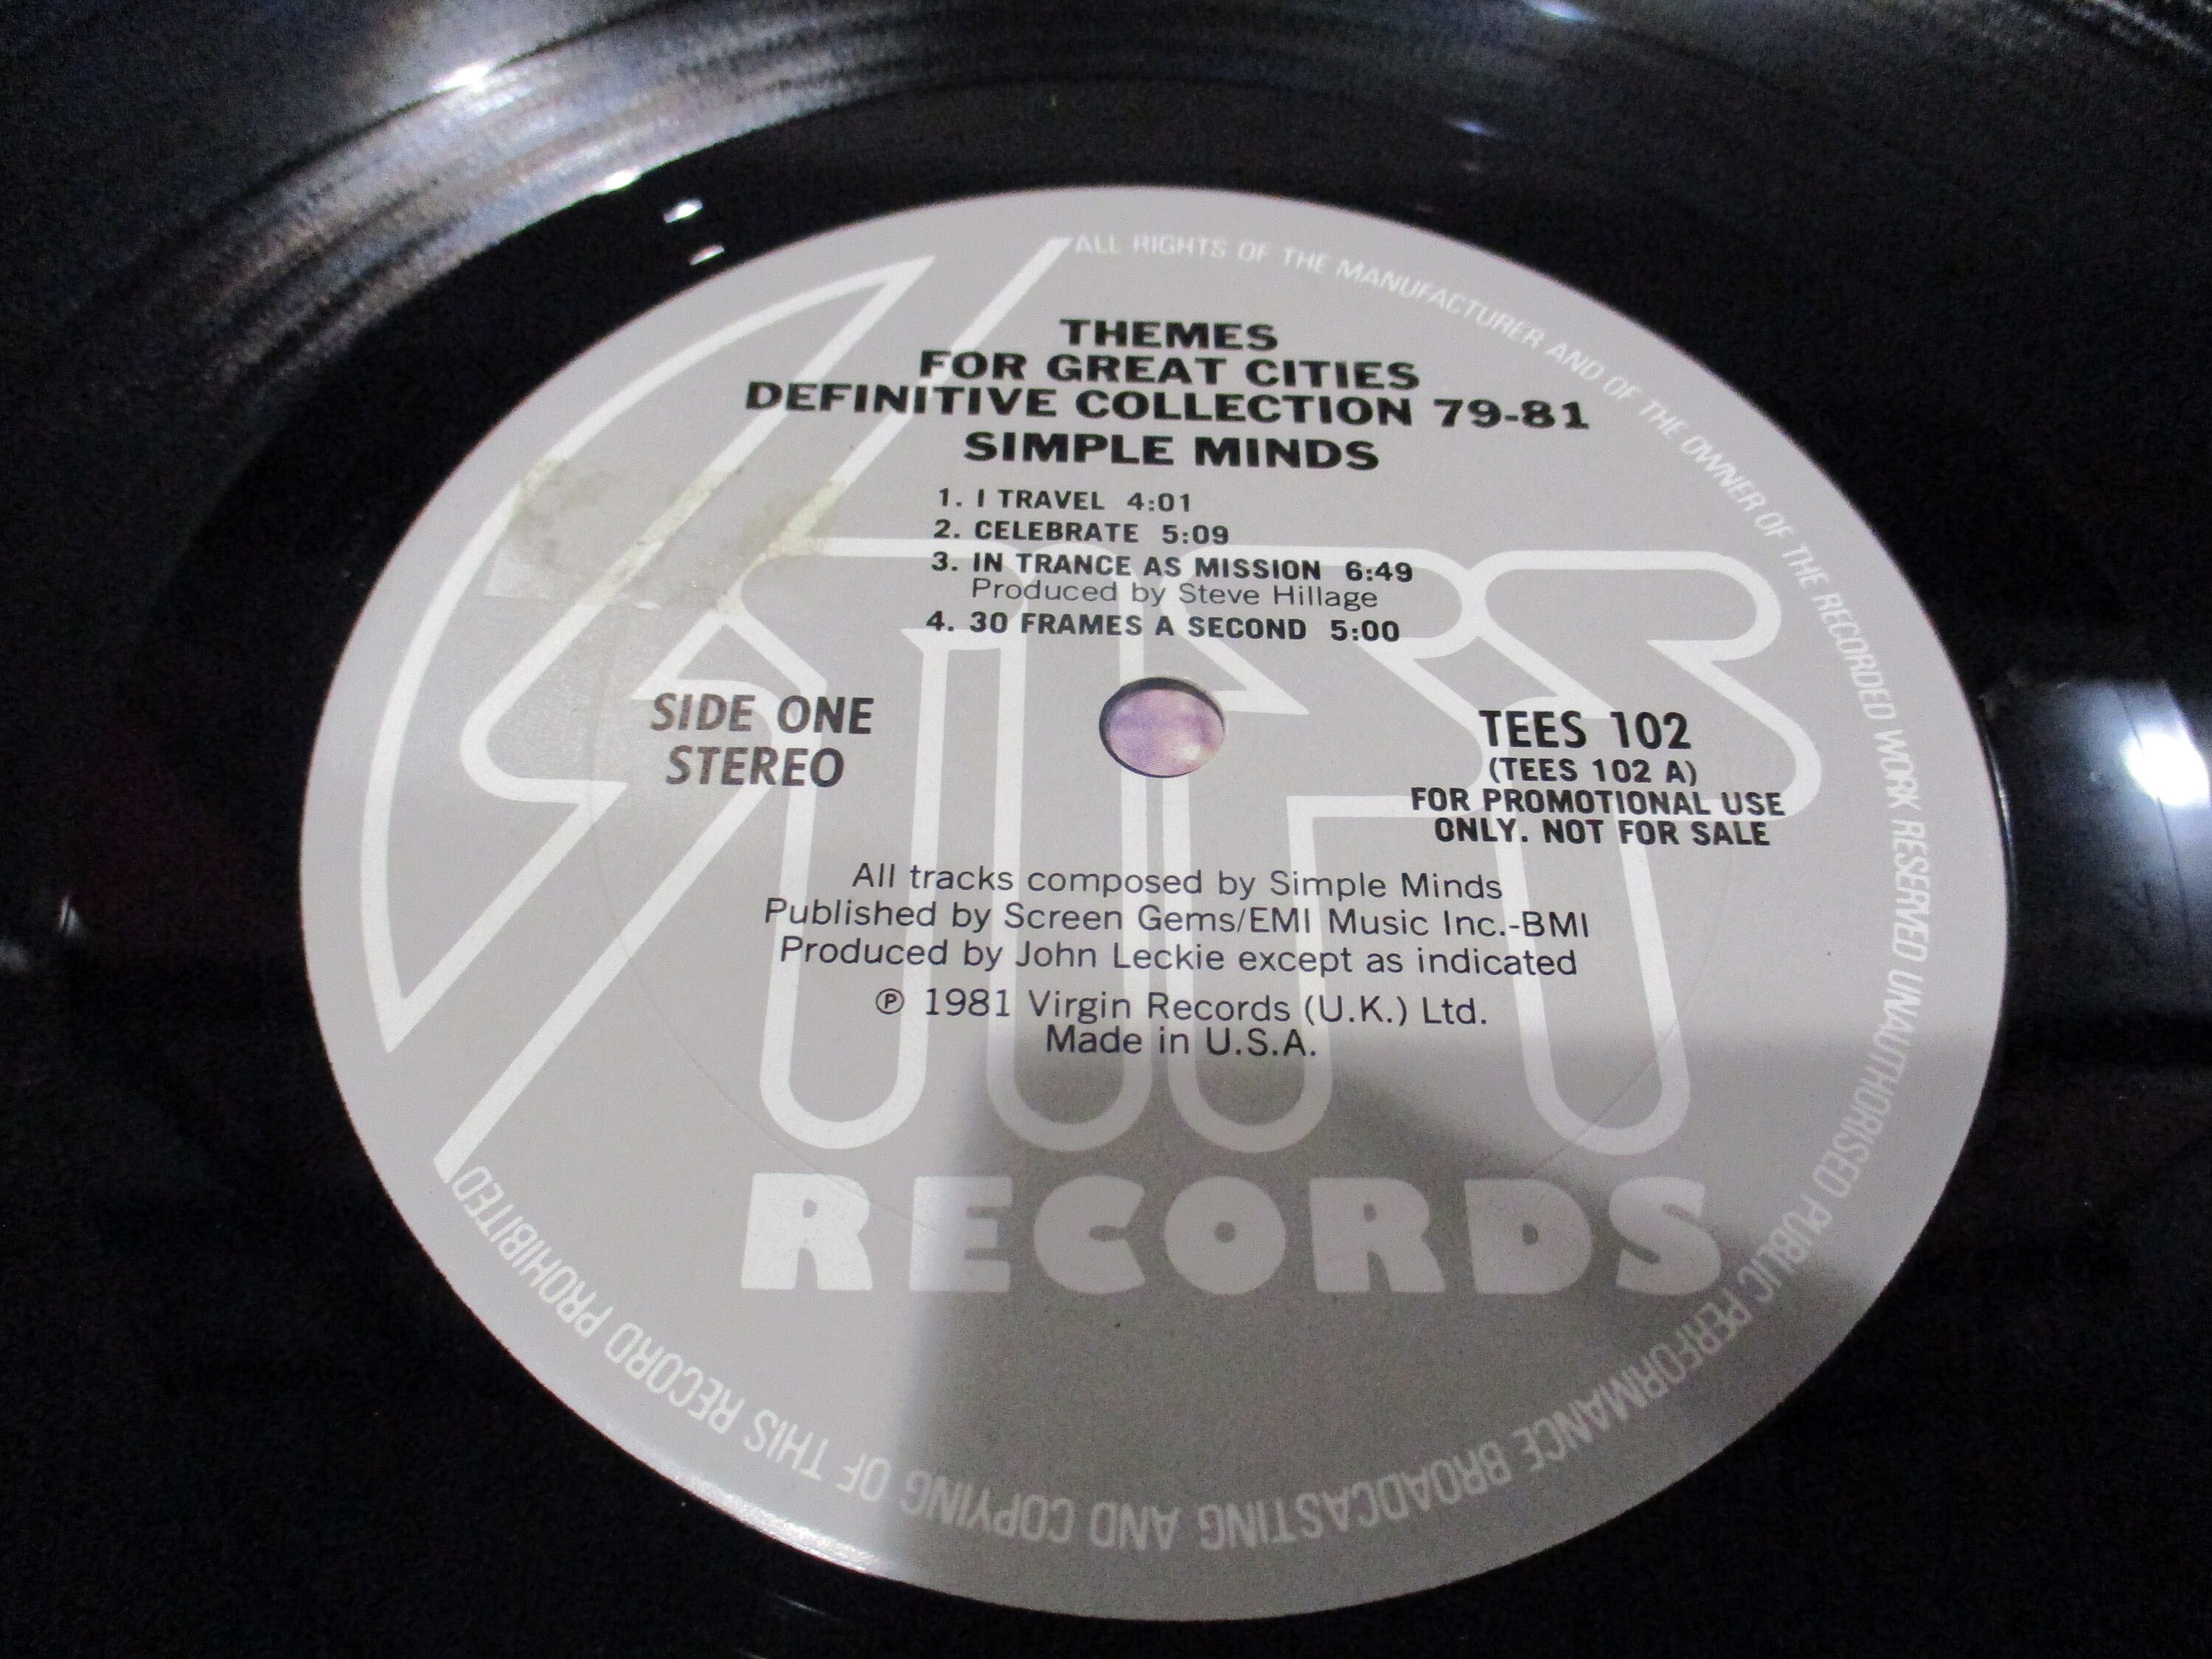 THEMES
FOR GREAT CITIES
DEFINITIVE COLLECTION 79-81
SIMPLE MINDS
1. I TRAVEL 4:01
2. CELEBRATE 5:09
3. IN TRANCE AS MISSION 6:49
Produced by Steve Hillage
4. 30 FRAMES A SECOND 5:00
SIDE ONE
STEREO
TEES 102
(TEES 102 A)
FOR PROMOTIONAL USE
ONLY. NOT FOR SALE
All tracks composed by Simple Minds
Published by Screen Gems/EMI Music Inc.-BMI
Produced by John Leckie except as indicated
℗ 1981 Virgin Records (U.K.) Ltd.
Made in U.S.A.
STIFF
RECORDS
ALL RIGHTS OF THE MANUFACTURER AND OF THE OWNER OF THE RECORDED WORK RESERVED UNAUTHORISED PUBLIC PERFORMANCE BROADCASTING AND COPYING OF THIS RECORD PROHIBITED